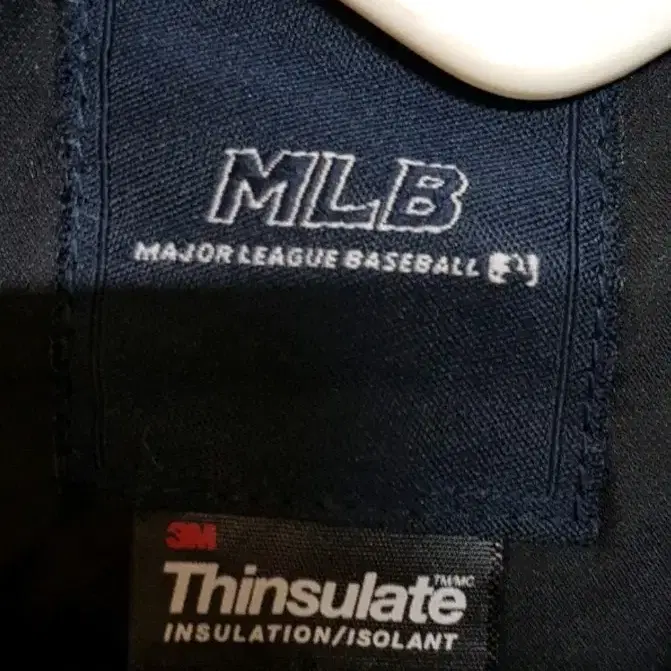 MLB
MAJOR LEAGUE BASEBALL
3M
Thinsulate TM/MC
INSULATION/ISOLANT